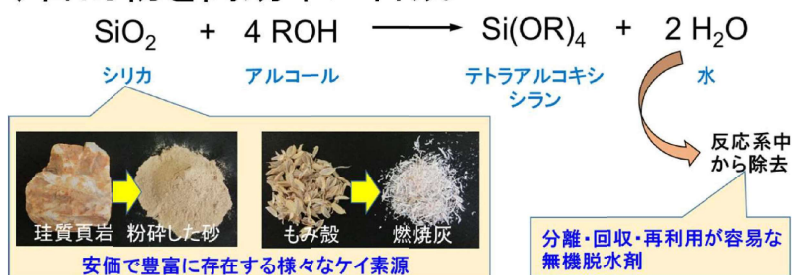 SiO2 + 4 ROH → Si(OR)4 + 2 H2O
シリカ アルコール テトラアルコキシ 水
シラン
反応系中
から除去
珪質頁岩 粉砕した砂 もみ殻 燃焼灰
安価で豊富に存在する様々なケイ素源
分離・回収・再利用が容易な
無機脱水剤